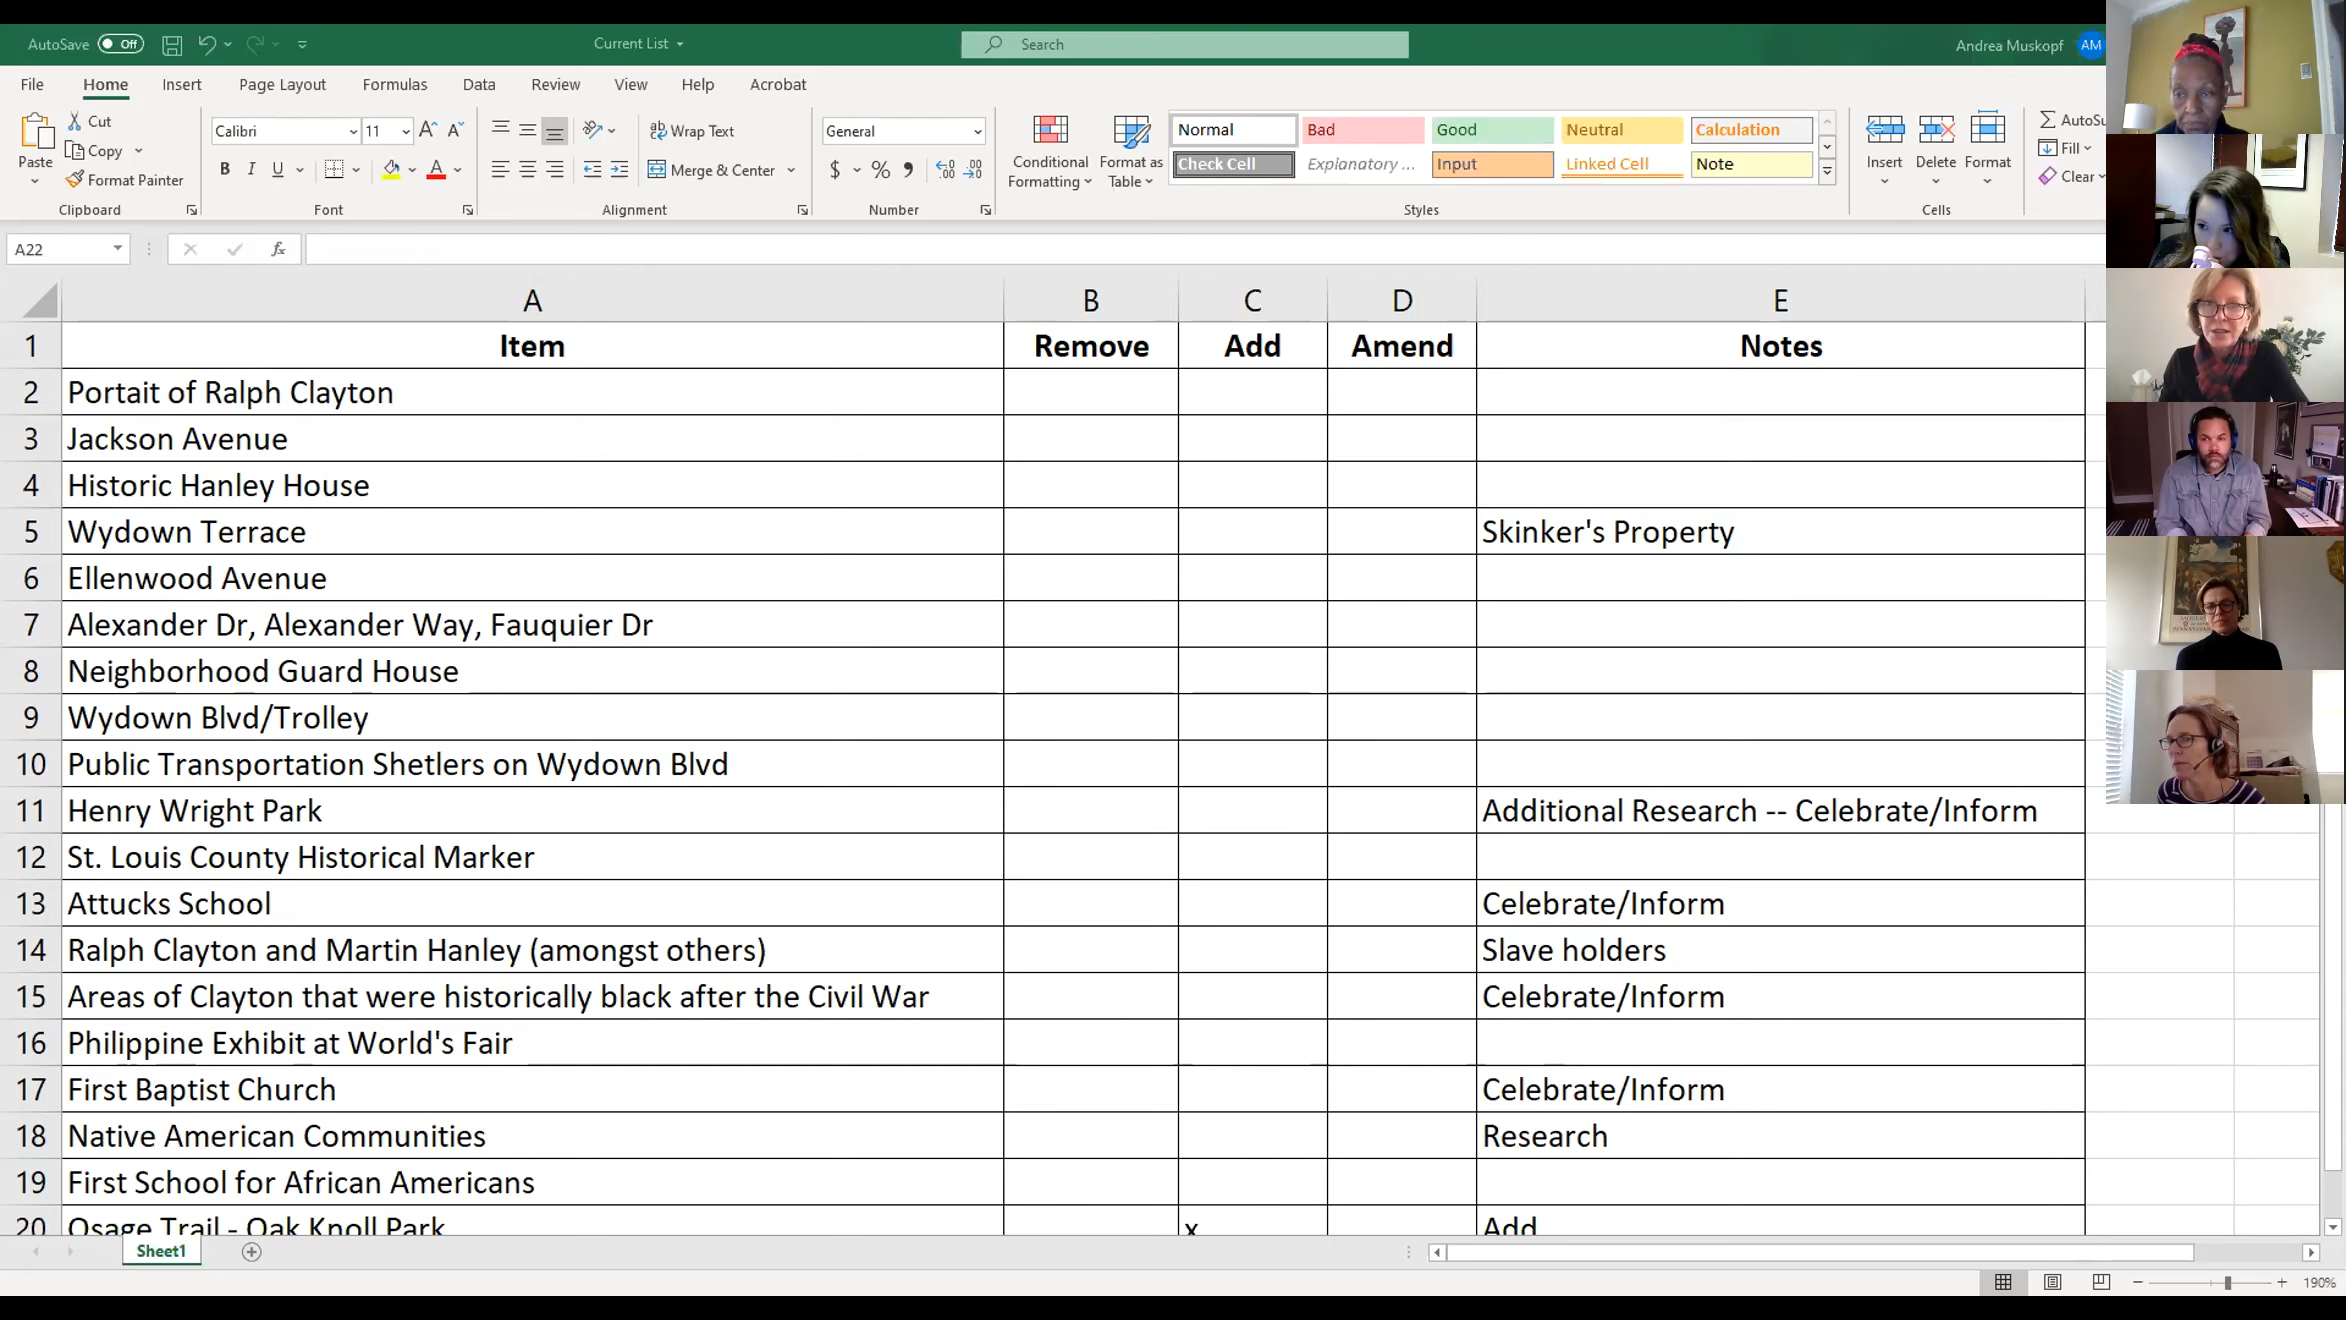 AutoSave Off Current List Search Andrea Muskopf AM
File Home Insert Page Layout Formulas Data Review View Help Acrobat
Cut
Copy
Format Painter
Paste
Clipboard
Calibri 11
B I U
Font
Wrap Text
Merge & Center
Alignment
General
$ % 9
Number
Conditional Formatting
Format as Table
Normal Bad Good Neutral Calculation
Check Cell Explanatory ... Input Linked Cell Note
Styles
Insert Delete Format
Cells
AutoSu
Fill
Clear
A22 fx
A B C D E
1 Item Remove Add Amend Notes
2 Portait of Ralph Clayton
3 Jackson Avenue
4 Historic Hanley House
5 Wydown Terrace Skinker's Property
6 Ellenwood Avenue
7 Alexander Dr, Alexander Way, Fauquier Dr
8 Neighborhood Guard House
9 Wydown Blvd/Trolley
10 Public Transportation Shetlers on Wydown Blvd
11 Henry Wright Park Additional Research -- Celebrate/Inform
12 St. Louis County Historical Marker
13 Attucks School Celebrate/Inform
14 Ralph Clayton and Martin Hanley (amongst others) Slave holders
15 Areas of Clayton that were historically black after the Civil War Celebrate/Inform
16 Philippine Exhibit at World's Fair
17 First Baptist Church Celebrate/Inform
18 Native American Communities Research
19 First School for African Americans
20 Osage Trail - Oak Knoll Park x Add
Sheet1
190%